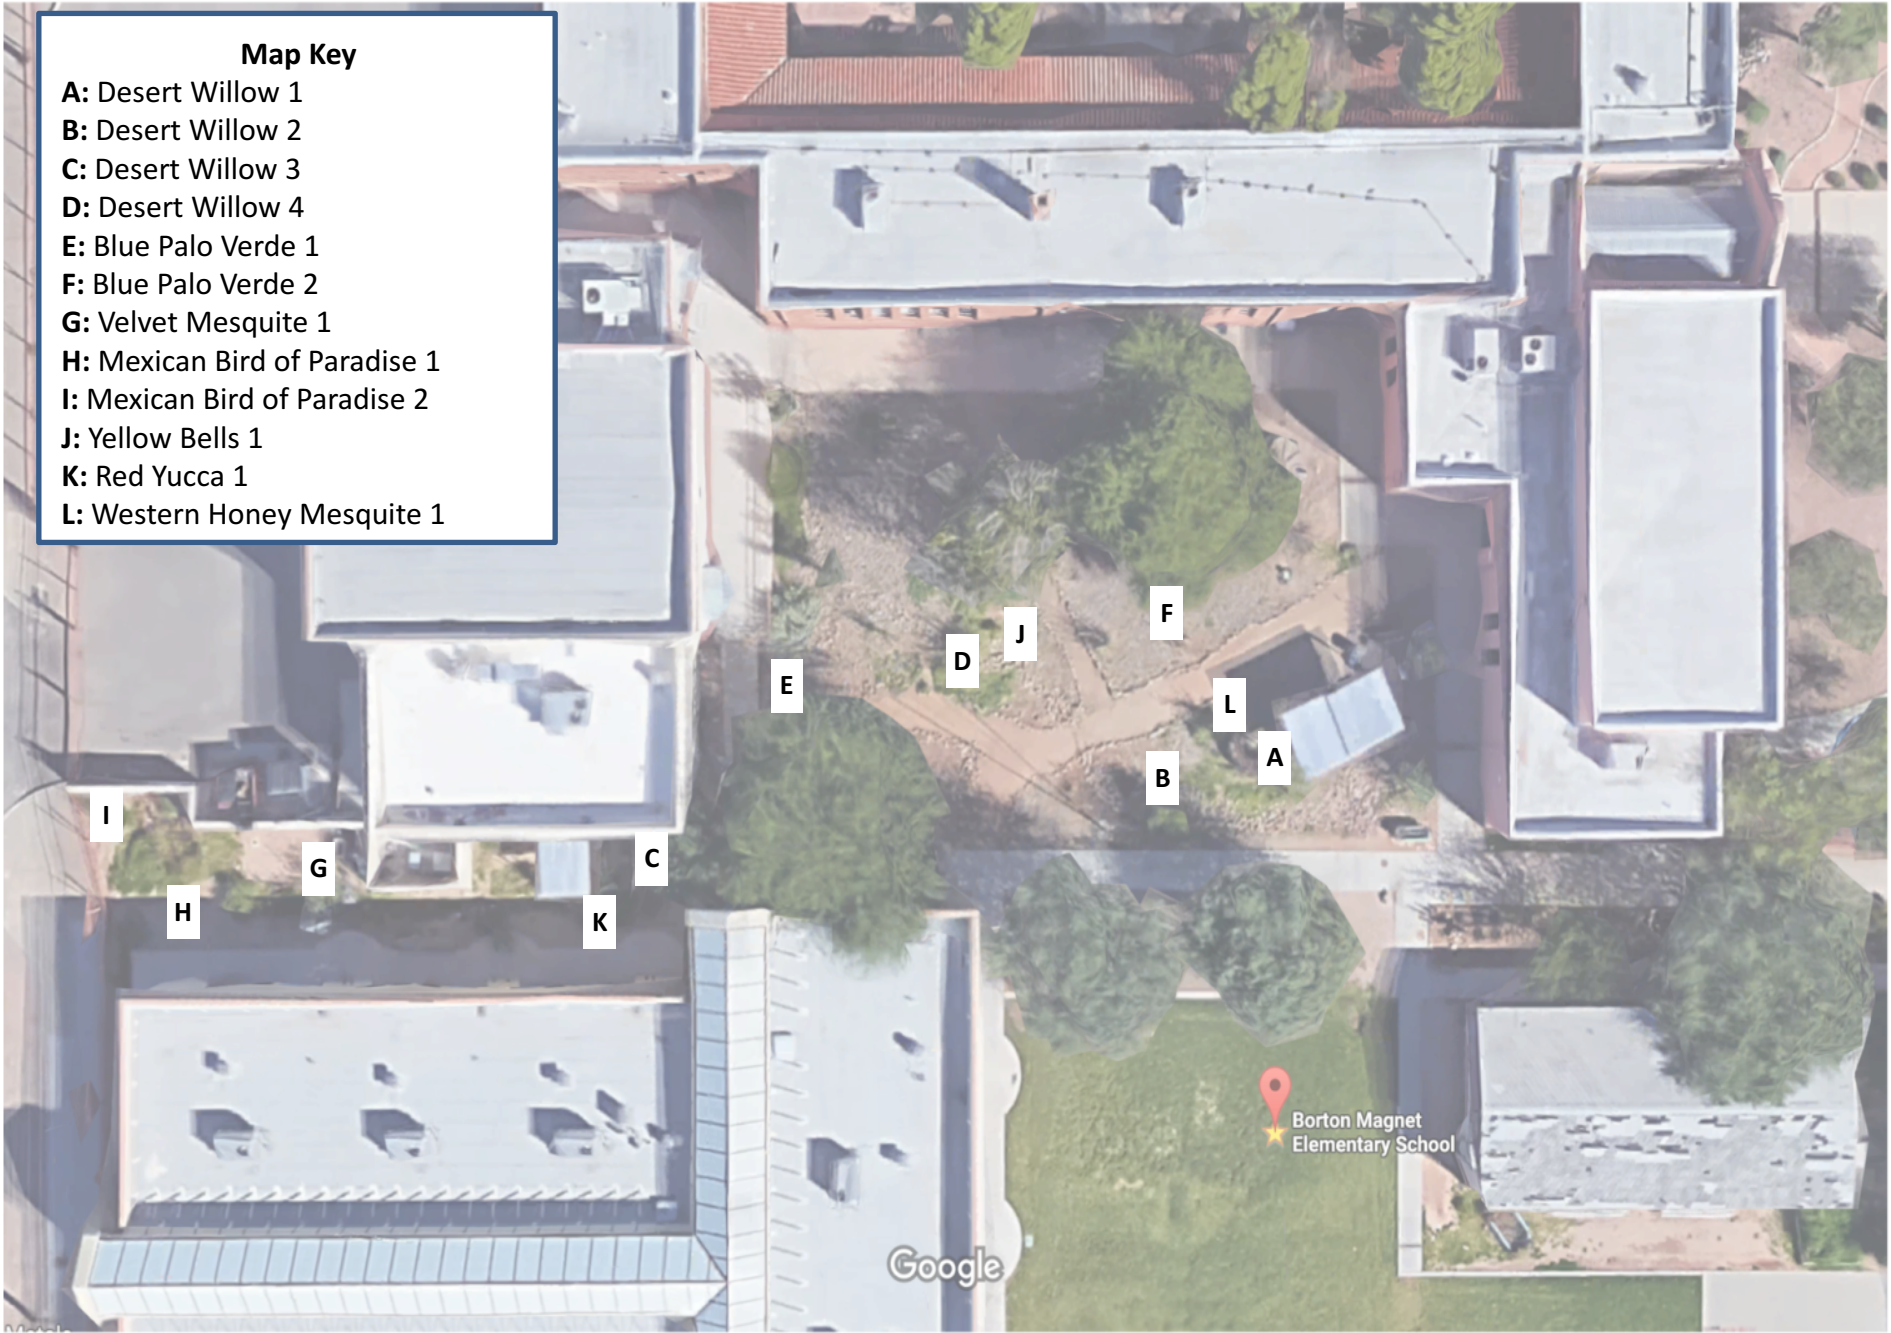 Map Key
A: Desert Willow 1
B: Desert Willow 2
C: Desert Willow 3
D: Desert Willow 4
E: Blue Palo Verde 1
F: Blue Palo Verde 2
G: Velvet Mesquite 1
H: Mexican Bird of Paradise 1
I: Mexican Bird of Paradise 2
J: Yellow Bells 1
K: Red Yucca 1
L: Western Honey Mesquite 1
F
J
D
E
L
A
B
I
C
G
H
K
Borton Magnet
Elementary School
Google